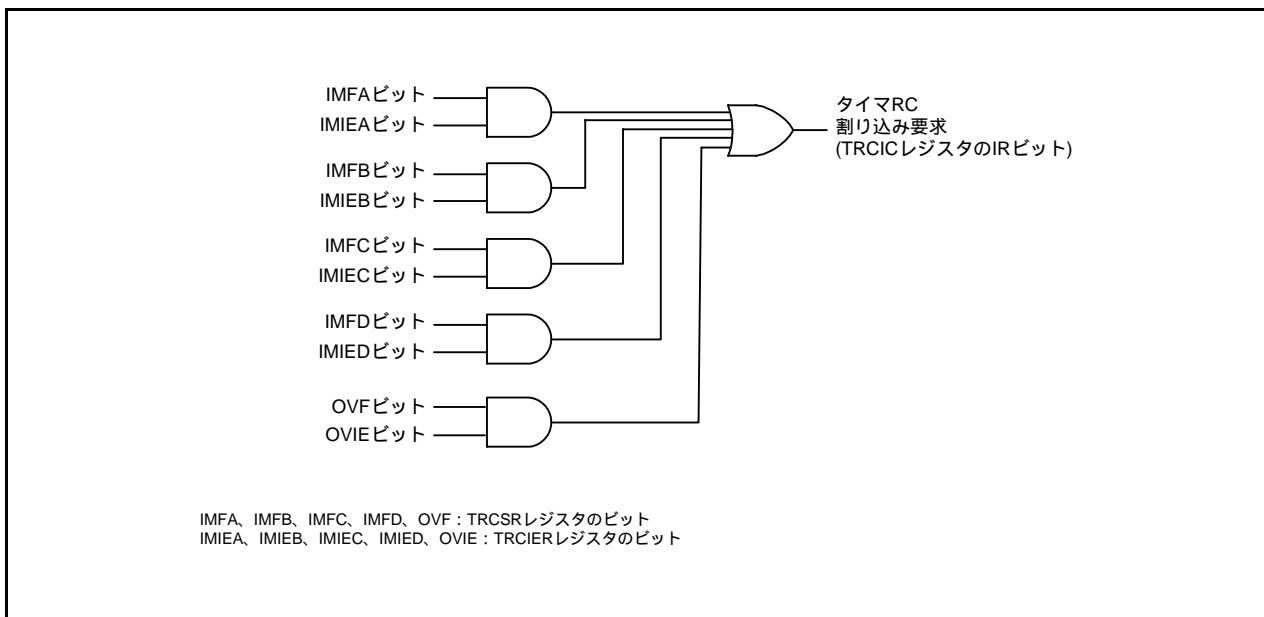 IMFAビット
IMIEAビット
IMFBビット
IMIEBビット
IMFCビット
IMIECビット
IMFDビット
IMIEDビット
OVFビット
OVIEビット
タイマRC
割り込み要求
(TRCICレジスタのIRビット)
IMFA、IMFB、IMFC、IMFD、OVF：TRCSRレジスタのビット
IMIEA、IMIEB、IMIEC、IMIED、OVIE：TRCIERレジスタのビット